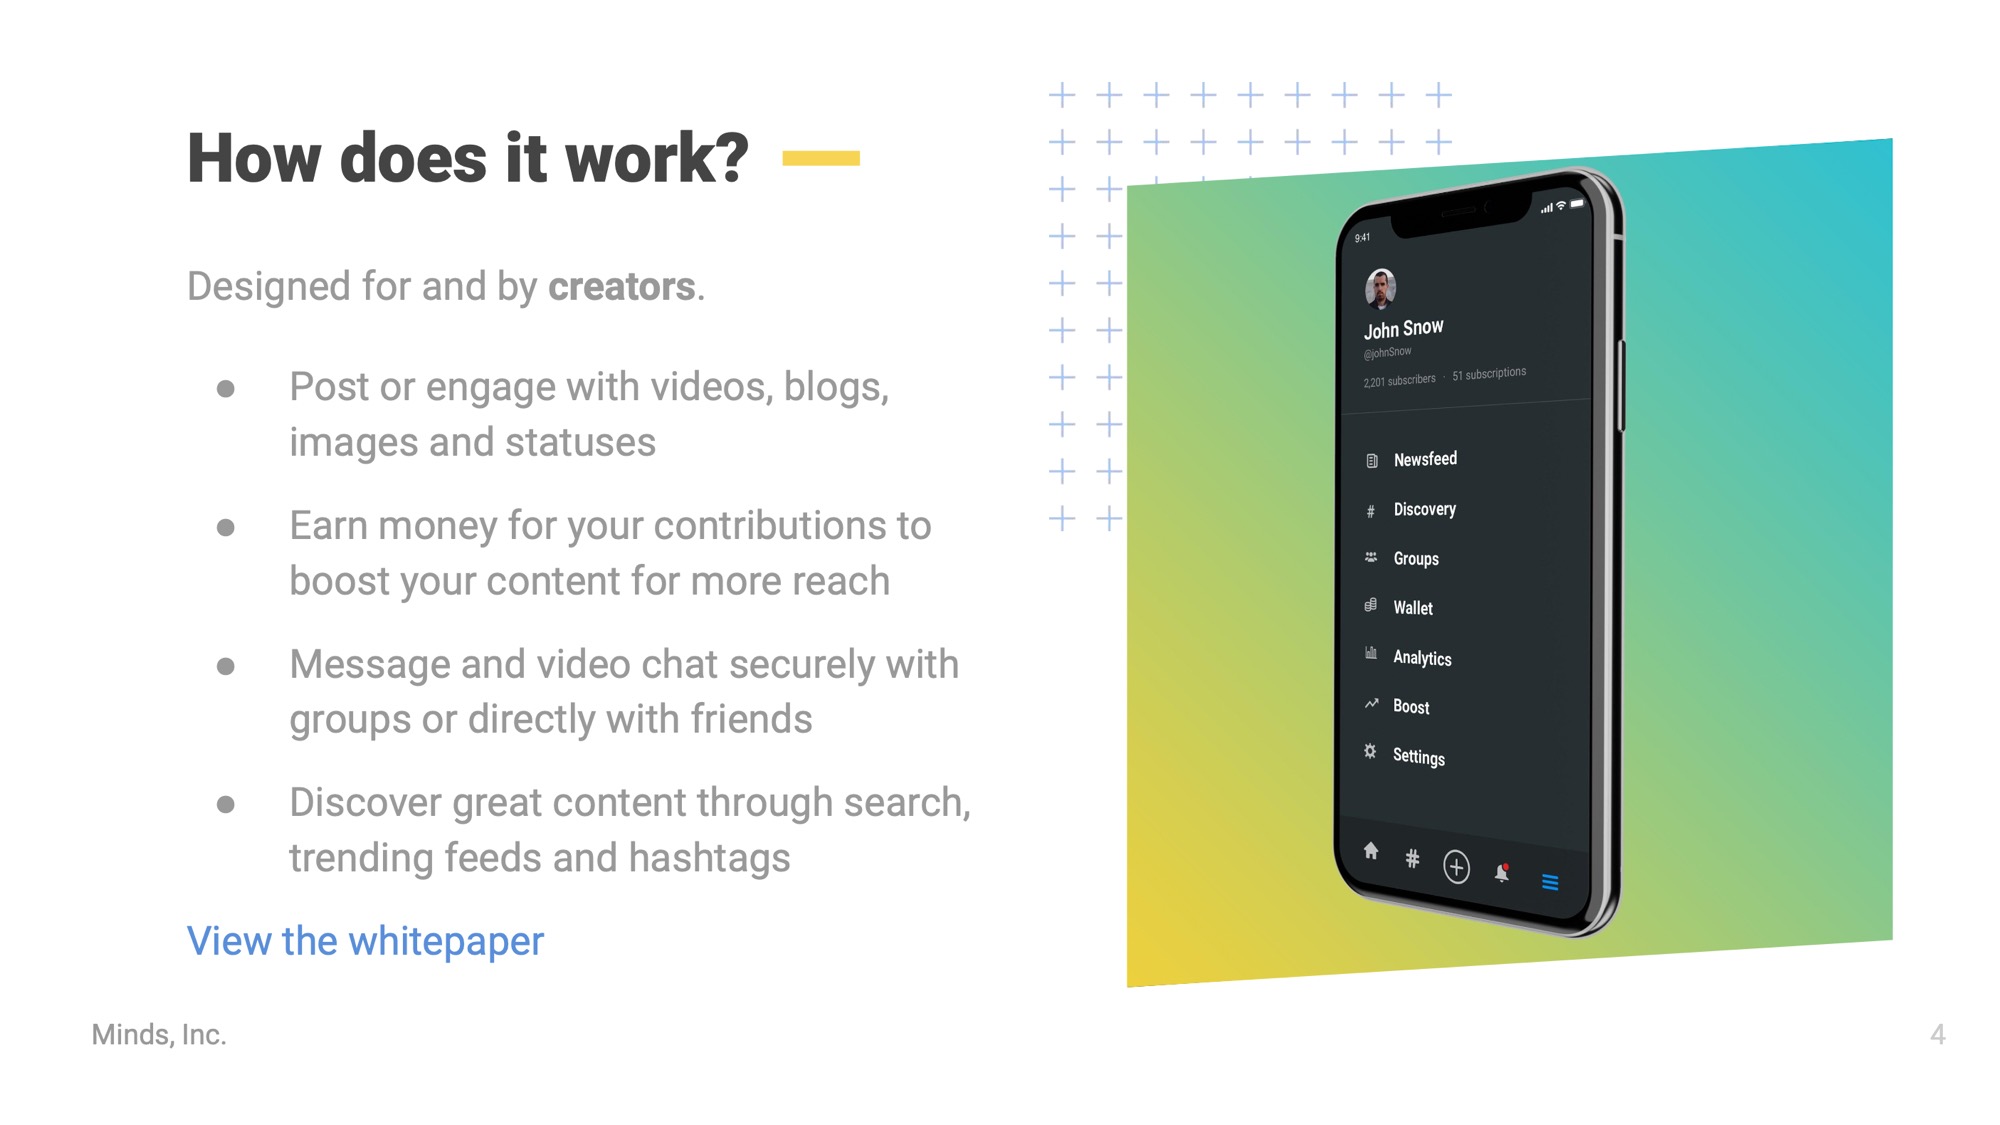 How does it work?
Designed for and by creators.
● Post or engage with videos, blogs,
images and statuses
● Earn money for your contributions to
boost your content for more reach
● Message and video chat securely with
groups or directly with friends
● Discover great content through search,
trending feeds and hashtags
View the whitepaper
9:41
John Snow
@johnSnow
2,201 subscribers · 51 subscriptions
Newsfeed
# Discovery
Groups
Wallet
Analytics
Boost
Settings
#
Minds, Inc.
4